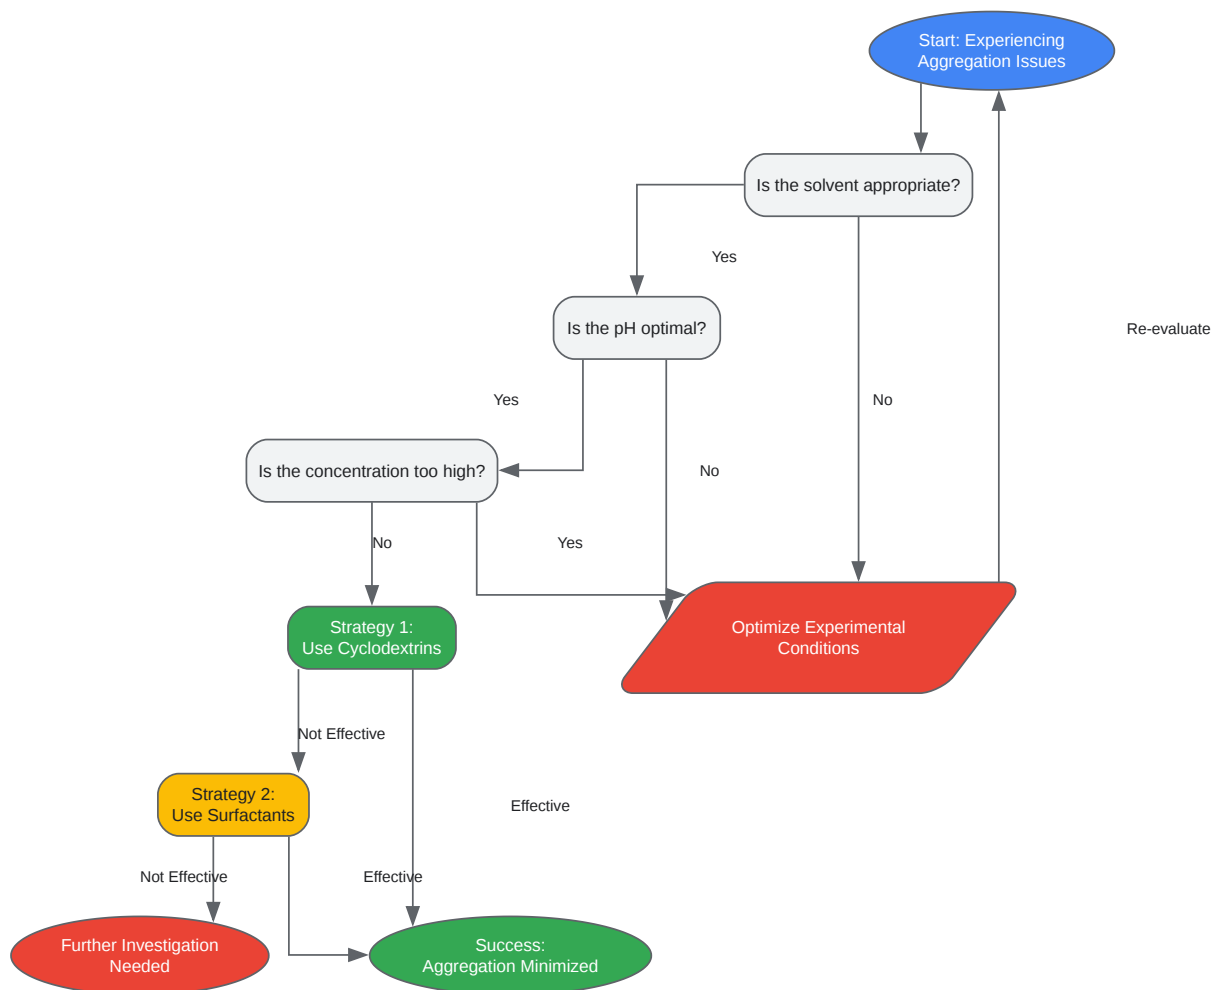 Start: Experiencing
Aggregation Issues
Is the solvent appropriate?
Yes
Is the pH optimal?
Re-evaluate
Yes
No
Is the concentration too high?
No
No
Yes
Strategy 1:
Use Cyclodextrins
Optimize Experimental
Conditions
Not Effective
Strategy 2:
Use Surfactants
Effective
Not Effective
Effective
Further Investigation
Needed
Success:
Aggregation Minimized